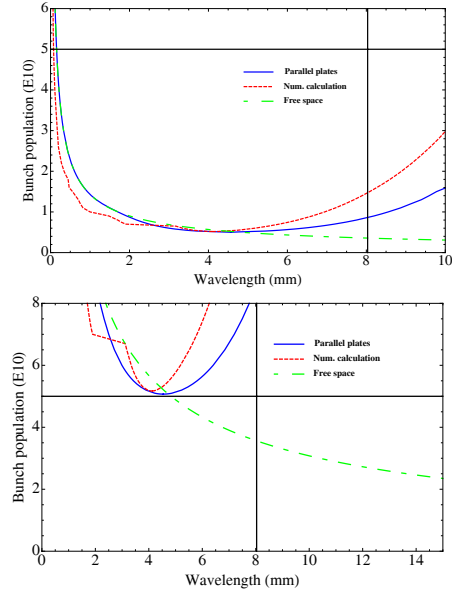 6
5
4
3
2
1
0
Bunch population (E10)
Parallel plates
Num. calculation
Free space
0 2 4 6 8 10
Wavelength (mm)
8
6
4
2
0
Bunch population (E10)
Parallel plates
Num. calculation
Free space
0 2 4 6 8 10 12 14
Wavelength (mm)